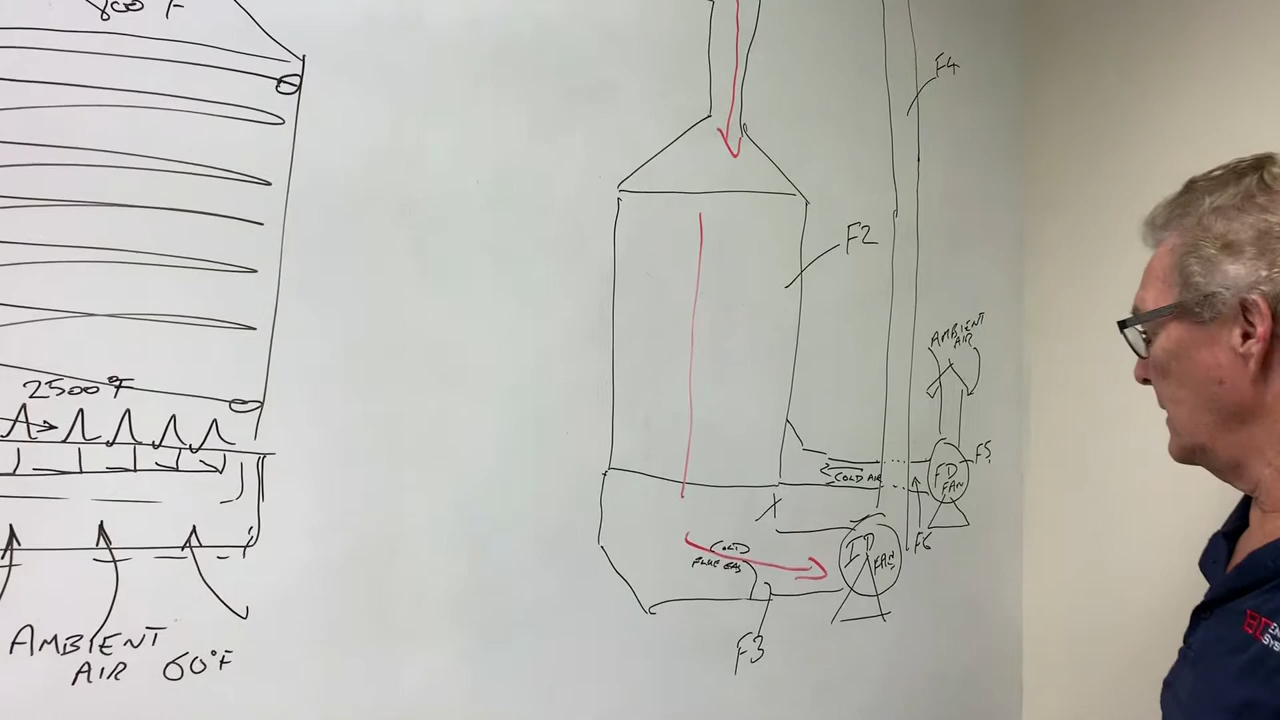 800°F
2500°F
AMBIENT
AIR 60°F
F4
F2
AMBIENT
AIR
F5
COLD AIR
FD
FAN
F6
ID
FAN
COLD
FLUE GAS
F3